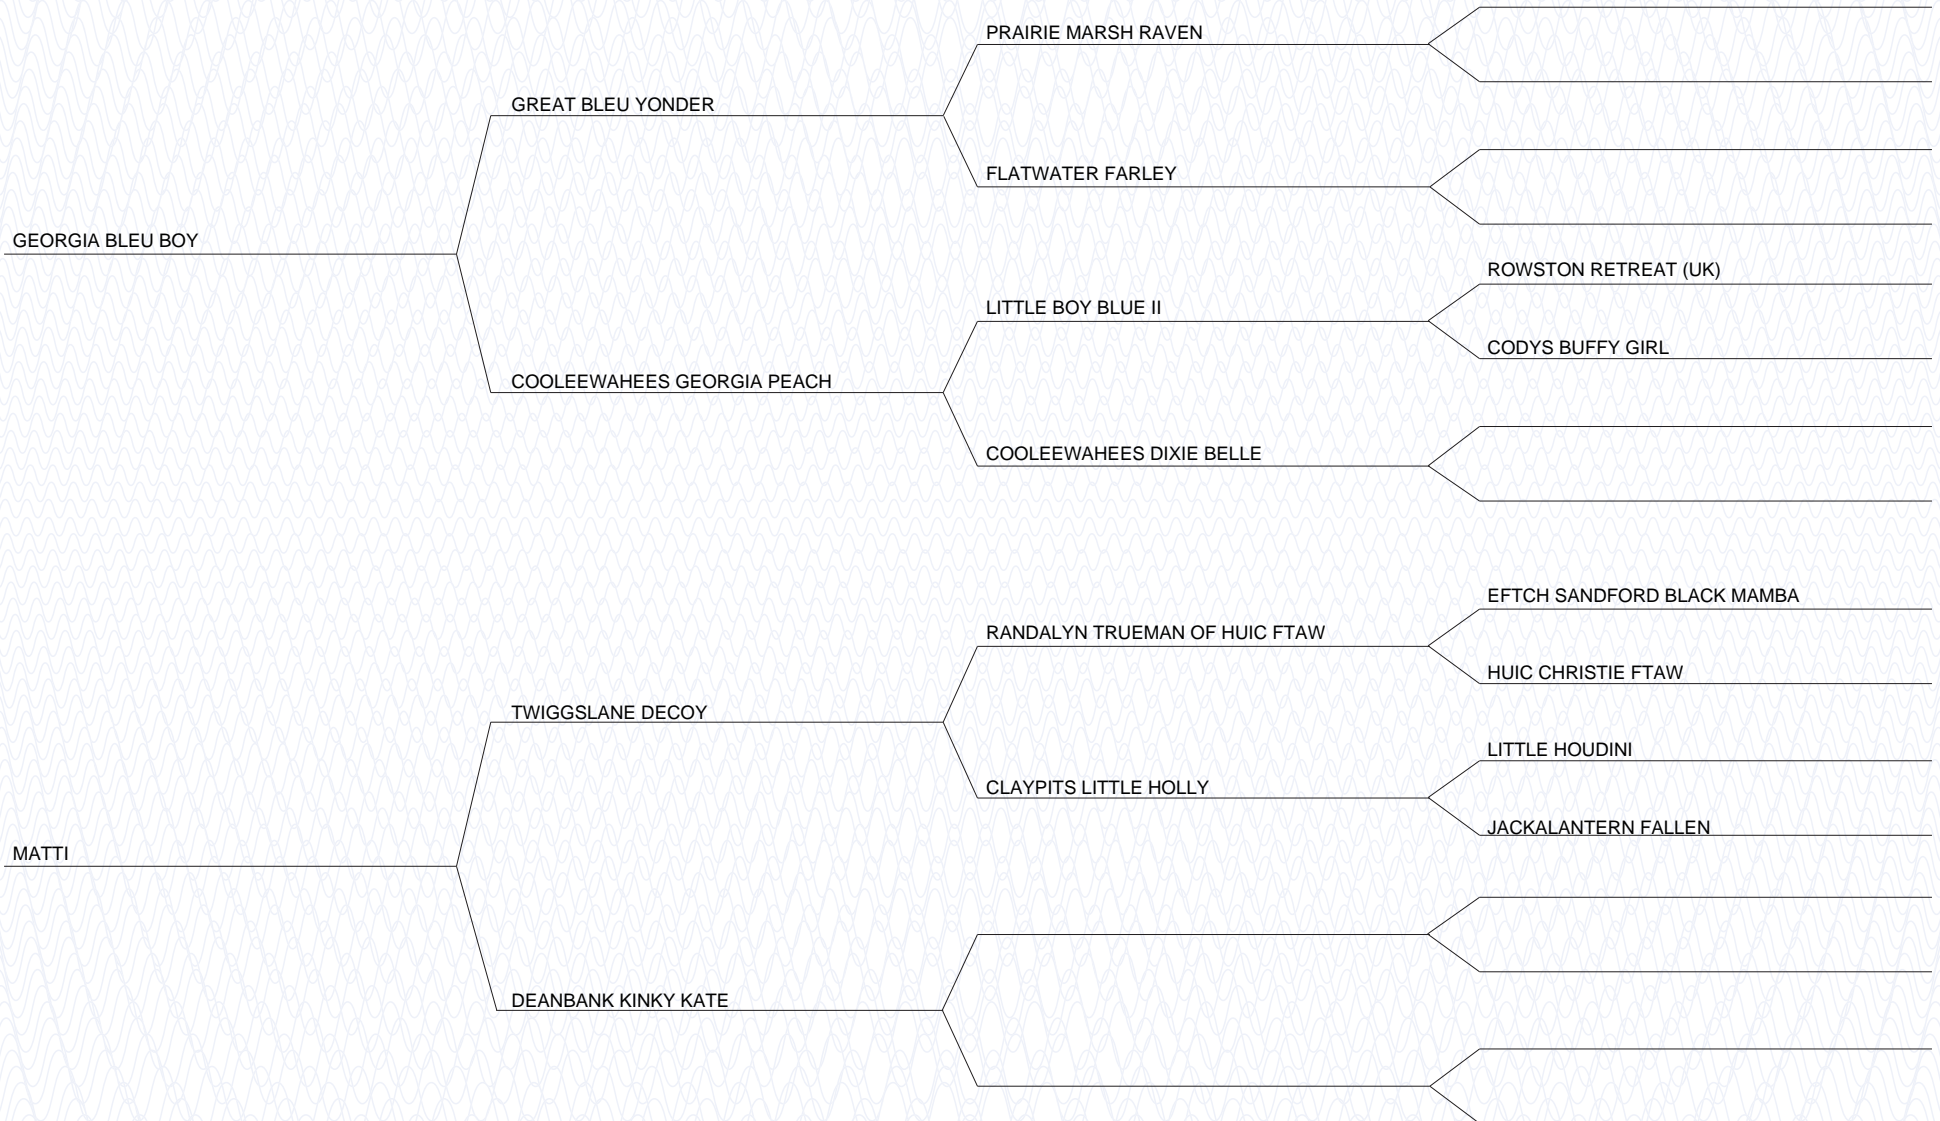 PRAIRIE MARSH RAVEN
GREAT BLEU YONDER
FLATWATER FARLEY
GEORGIA BLEU BOY
ROWSTON RETREAT (UK)
LITTLE BOY BLUE II
CODYS BUFFY GIRL
COOLEEWAHEES GEORGIA PEACH
COOLEEWAHEES DIXIE BELLE
EFTCH SANDFORD BLACK MAMBA
RANDALYN TRUEMAN OF HUIC FTAW
HUIC CHRISTIE FTAW
TWIGGSLANE DECOY
LITTLE HOUDINI
CLAYPITS LITTLE HOLLY
JACKALANTERN FALLEN
MATTI
DEANBANK KINKY KATE